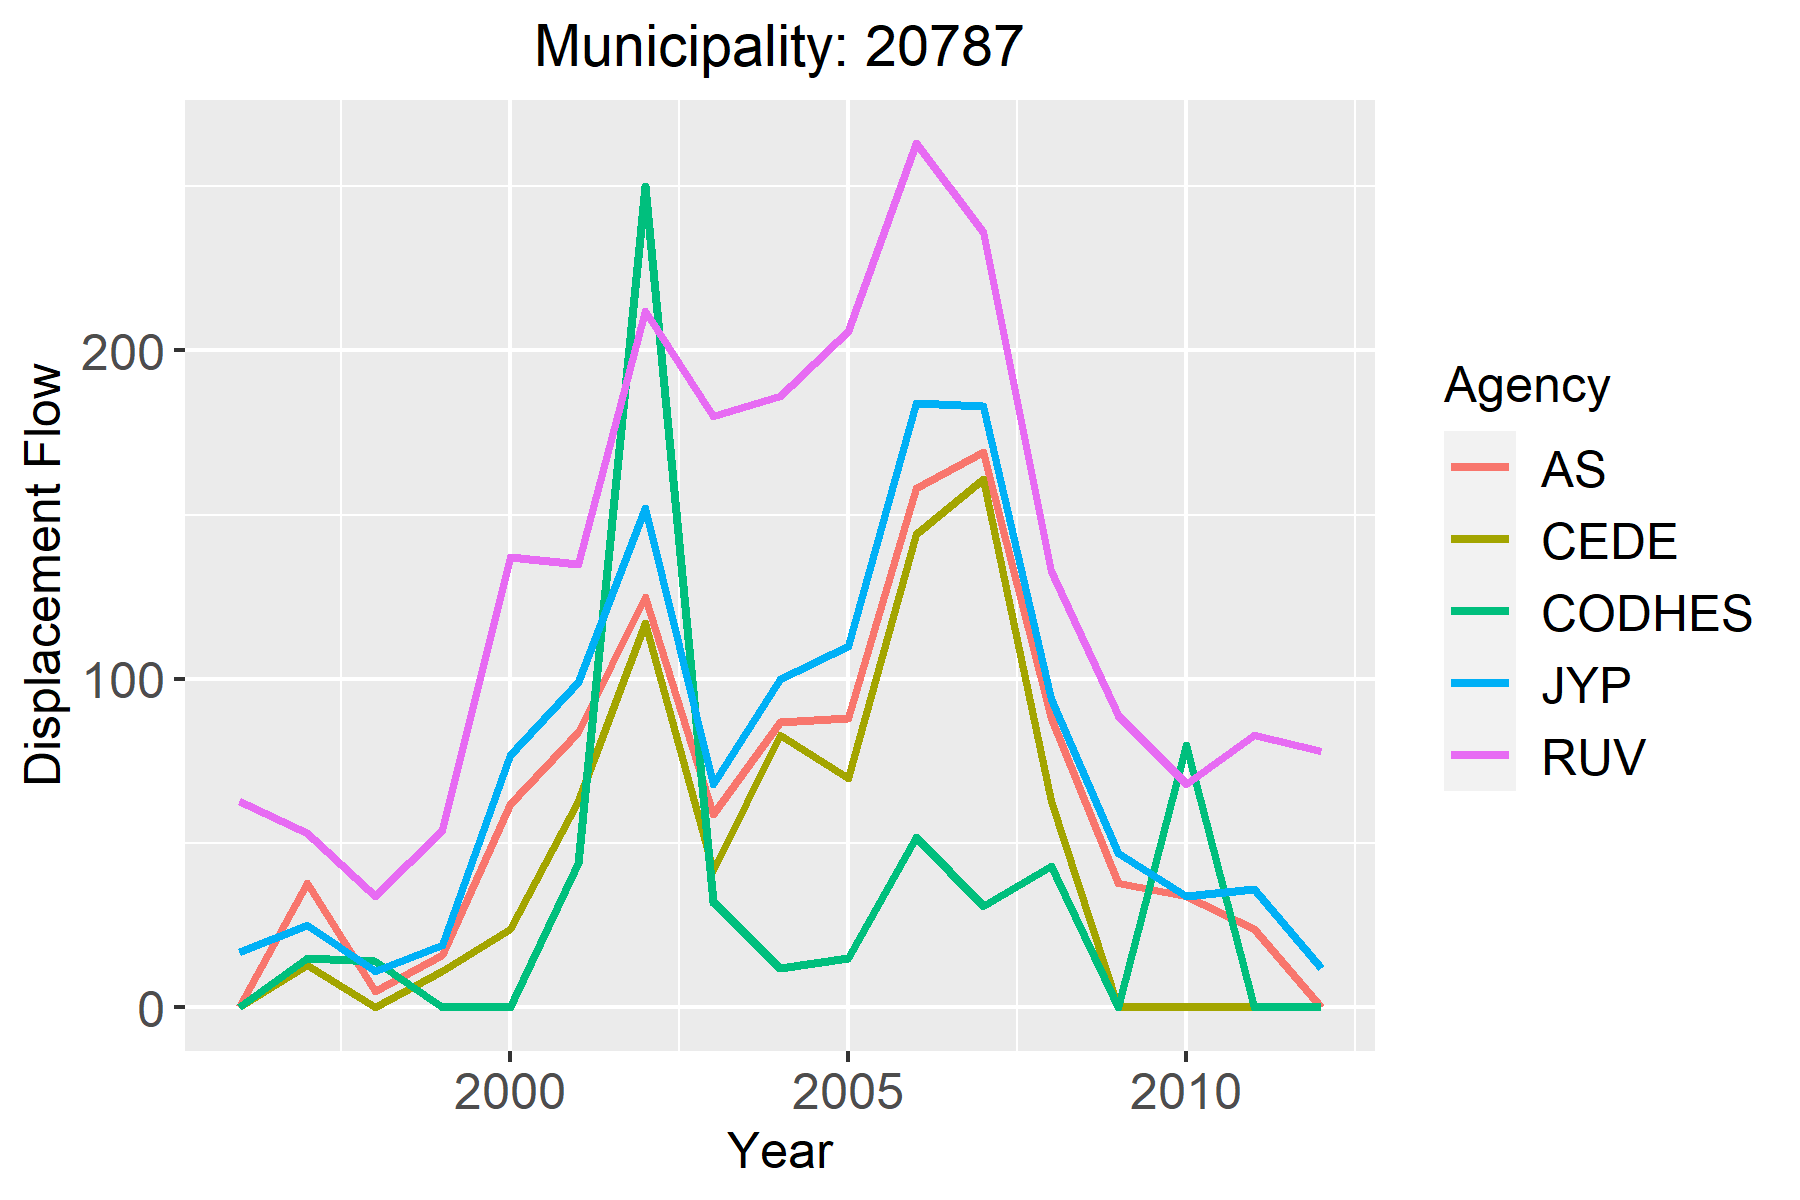 Municipality: 20787
Displacement Flow
200
100
0
2000 2005 2010
Year
Agency
AS
CEDE
CODHES
JYP
RUV